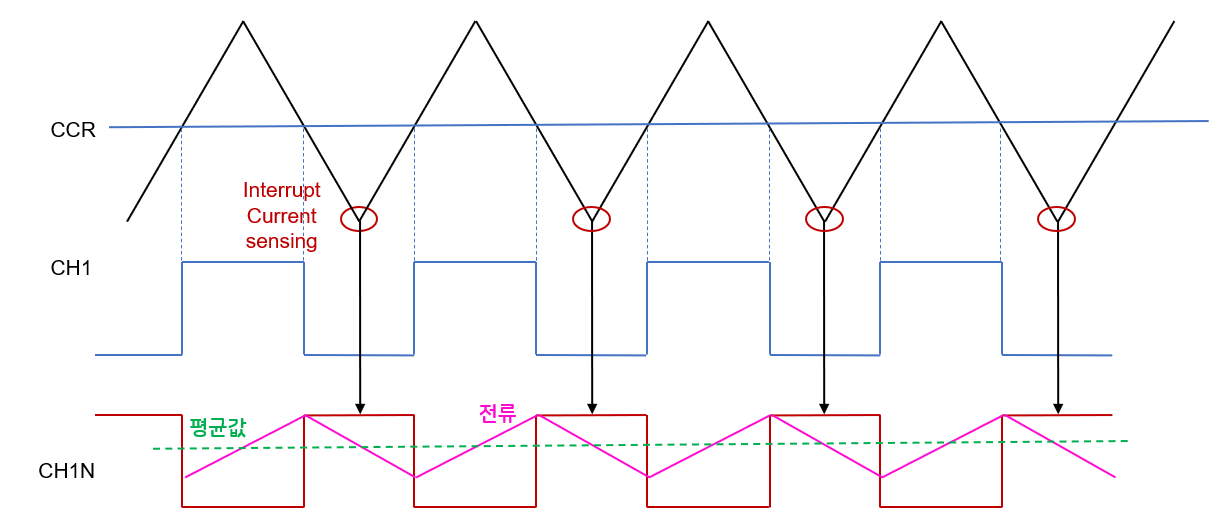 CCR
Interrupt
Current
sensing
CH1
평균값
전류
CH1N